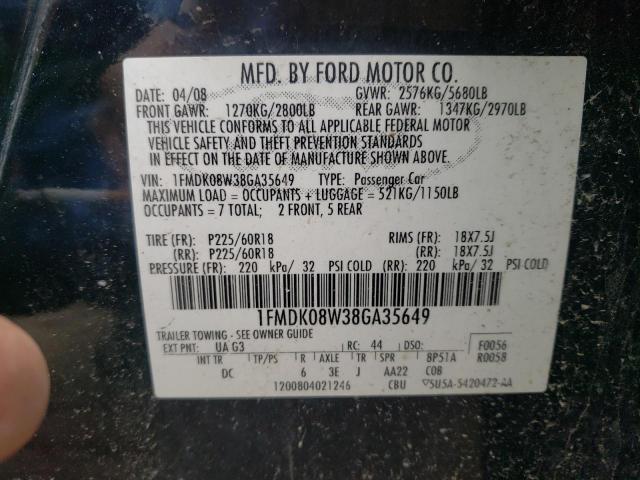 MFD. BY FORD MOTOR CO.
DATE: 04/08 GVWR: 2576KG/5680LB
FRONT GAWR: 1270KG/2800LB REAR GAWR: 1347KG/2970LB
THIS VEHICLE CONFORMS TO ALL APPLICABLE FEDERAL MOTOR
VEHICLE SAFETY AND THEFT PREVENTION STANDARDS
IN EFFECT ON THE DATE OF MANUFACTURE SHOWN ABOVE.
VIN: 1FMDK08W38GA35649 TYPE: Passenger Car
MAXIMUM LOAD = OCCUPANTS + LUGGAGE = 521KG/1150LB
OCCUPANTS = 7 TOTAL; 2 FRONT, 5 REAR
TIRE (FR): P225/60R18 RIMS (FR): 18X7.5J
(RR): P225/60R18 (RR): 18X7.5J
PRESSURE (FR): 220 kPa/ 32 PSI COLD (RR): 220 kPa/ 32 PSI COLD
1FMDK08W38GA35649
TRAILER TOWING - SEE OWNER GUIDE
EXT PNT: UA G3 RC: 44 DSO: F0056
INT TR TP/PS R AXLE TR SPR 8P51A R0058
DC 6 3E J AA22 C08
1200804021246 CBU 5U5A-5420472-AA